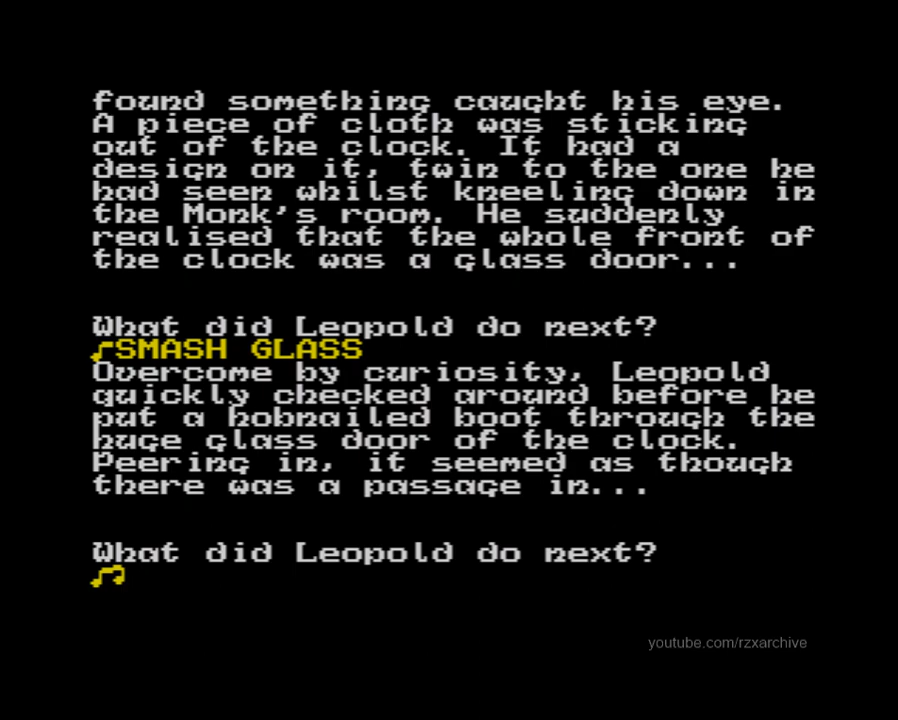 found something caught his eye.
A piece of cloth was sticking
out of the clock. It had a
design on it, twin to the one he
had seen whilst kneeling down in
the Monk's room. He suddenly
realised that the whole front of
the clock was a glass door...
What did Leopold do next?
♪SMASH GLASS
Overcome by curiosity, Leopold
quickly checked around before he
put a hobnailed boot through the
huge glass door of the clock.
Peering in, it seemed as though
there was a passage in...
What did Leopold do next?
♫
youtube.com/rzxarchive